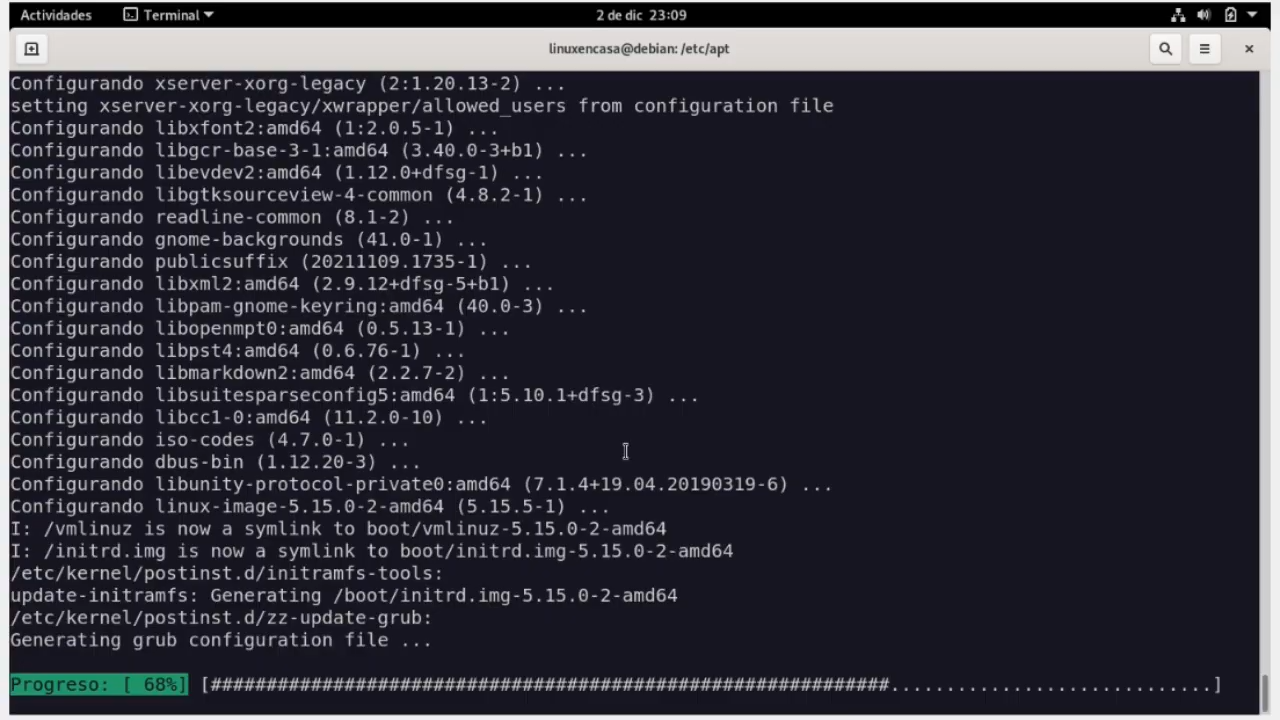 Actividades Terminal 2 de dic 23:09
linuxencasa@debian: /etc/apt
Configurando xserver-xorg-legacy (2:1.20.13-2) ...
setting xserver-xorg-legacy/xwrapper/allowed_users from configuration file
Configurando libxfont2:amd64 (1:2.0.5-1) ...
Configurando libgcr-base-3-1:amd64 (3.40.0-3+b1) ...
Configurando libevdev2:amd64 (1.12.0+dfsg-1) ...
Configurando libgtksourceview-4-common (4.8.2-1) ...
Configurando readline-common (8.1-2) ...
Configurando gnome-backgrounds (41.0-1) ...
Configurando publicsuffix (20211109.1735-1) ...
Configurando libxml2:amd64 (2.9.12+dfsg-5+b1) ...
Configurando libpam-gnome-keyring:amd64 (40.0-3) ...
Configurando libopenmpt0:amd64 (0.5.13-1) ...
Configurando libpst4:amd64 (0.6.76-1) ...
Configurando libmarkdown2:amd64 (2.2.7-2) ...
Configurando libsuitesparseconfig5:amd64 (1:5.10.1+dfsg-3) ...
Configurando libcc1-0:amd64 (11.2.0-10) ...
Configurando iso-codes (4.7.0-1) ...
Configurando dbus-bin (1.12.20-3) ...
Configurando libunity-protocol-private0:amd64 (7.1.4+19.04.20190319-6) ...
Configurando linux-image-5.15.0-2-amd64 (5.15.5-1) ...
I: /vmlinuz is now a symlink to boot/vmlinuz-5.15.0-2-amd64
I: /initrd.img is now a symlink to boot/initrd.img-5.15.0-2-amd64
/etc/kernel/postinst.d/initramfs-tools:
update-initramfs: Generating /boot/initrd.img-5.15.0-2-amd64
/etc/kernel/postinst.d/zz-update-grub:
Generating grub configuration file ...
Progreso: [ 68%] [#############################################################.............................]